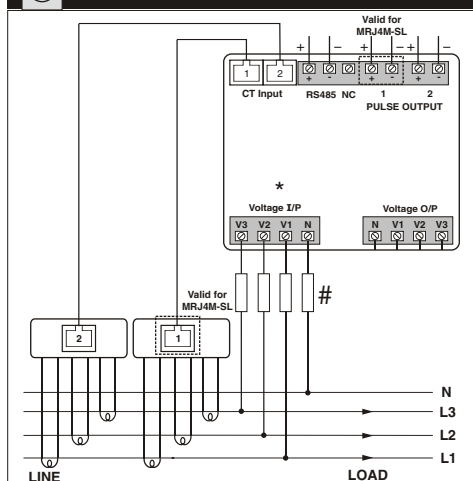 Valid for
MRJ4M-SL
+ − + − + −
1 2
+ - + - + -
CT Input RS485 NC 1 2
PULSE OUTPUT
*
Voltage I/P Voltage O/P
V3 V2 V1 N N V1 V2 V3
Valid for
MRJ4M-SL
#
2 1
N
L3
L2
L1
LINE LOAD